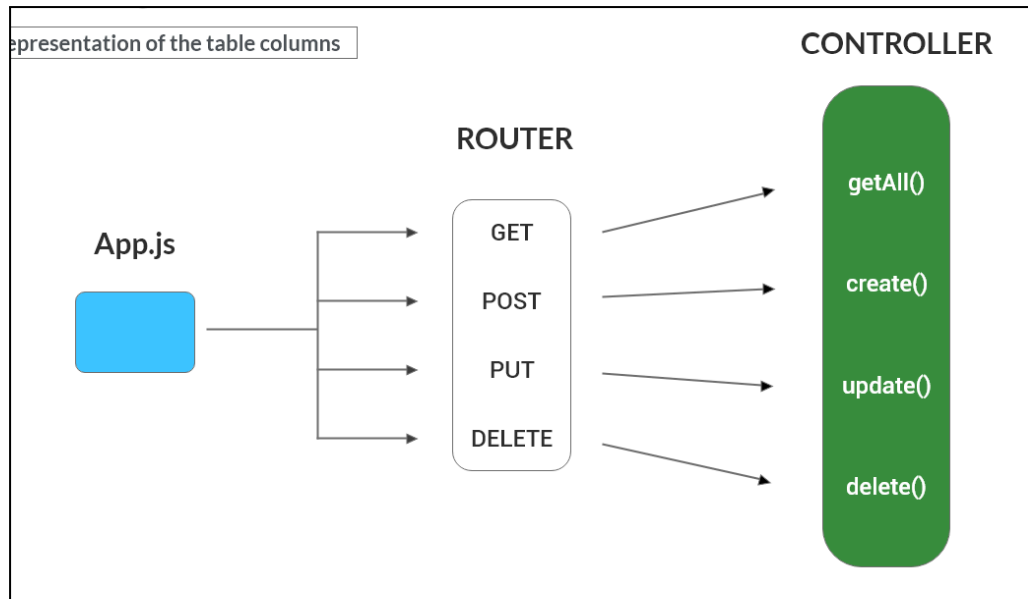 epresentation of the table columns
CONTROLLER
ROUTER
App.js
GET
POST
PUT
DELETE
getAll()
create()
update()
delete()